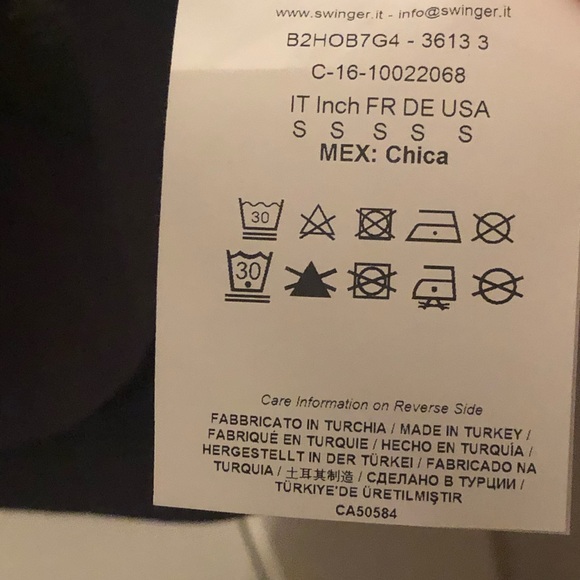 www.swinger.it - info@swinger.it
B2HOB7G4 - 3613 3
C-16-10022068
IT Inch FR DE USA
S S S S S
MEX: Chica
30
30
Care Information on Reverse Side
FABBRICATO IN TURCHIA / MADE IN TURKEY /
FABRIQUÉ EN TURQUIE / HECHO EN TURQUÍA /
HERGESTELLT IN DER TÜRKEI / FABRICADO NA
TURQUIA / 土耳其制造 / СДЕЛАНО В ТУРЦИИ /
TÜRKIYE'DE ÜRETILMIŞTIR
CA50584